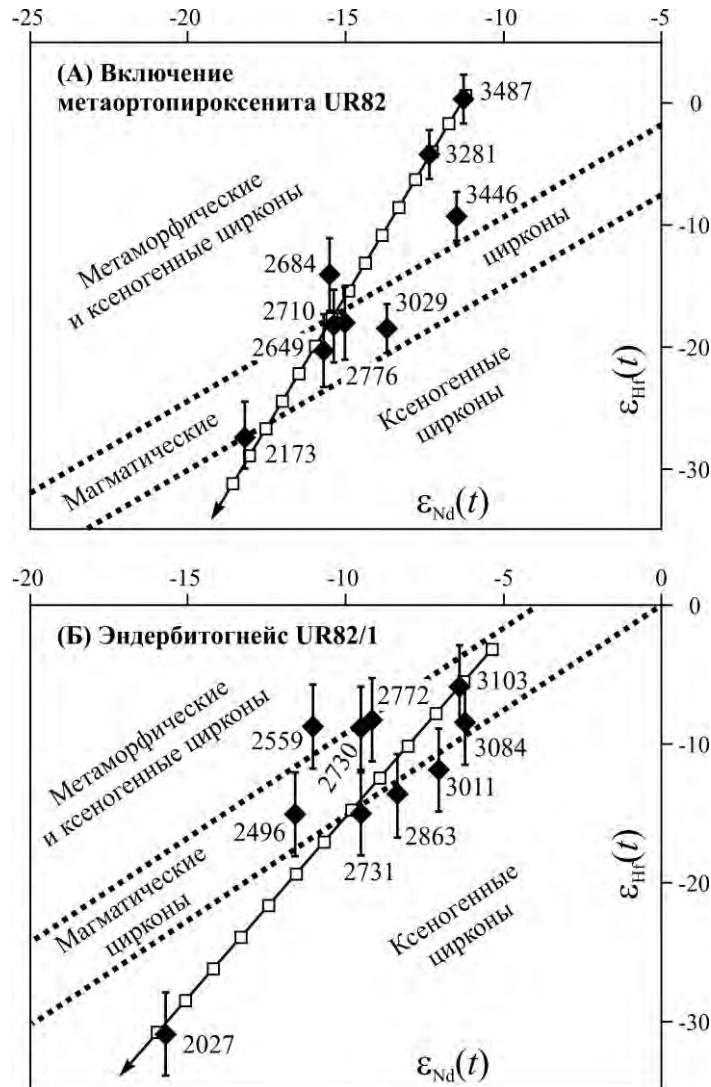 -25 -20 -15 -10 -5
(А) Включение
метаортопироксенита UR82
3487
0
3281
3446
Метаморфические
и ксеногенные цирконы
цирконы
-10
2684
2710
3029
2649
2776
-20
Магматические
Ксеногенные
цирконы
εHf(t)
2173
-30
εNd(t)
-20 -15 -10 -5 0
0
(Б) Эндербитогнейс UR82/1
Метаморфические
и ксеногенные цирконы
2772
3103
2559
2730
3084
-10
3011
2496
2863
2731
Магматические
цирконы
Ксеногенные
цирконы
-20
εHf(t)
-30
2027
εNd(t)